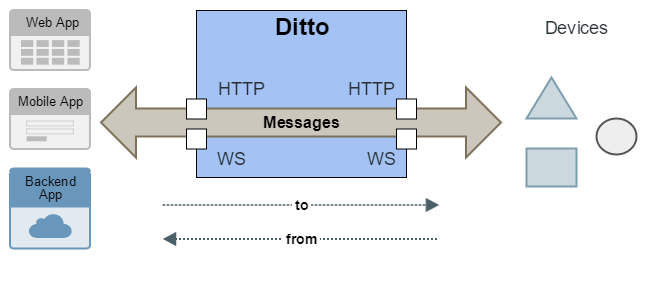 Web App
Mobile App
Backend
App
Ditto
HTTP
HTTP
Messages
WS
WS
to
from
Devices